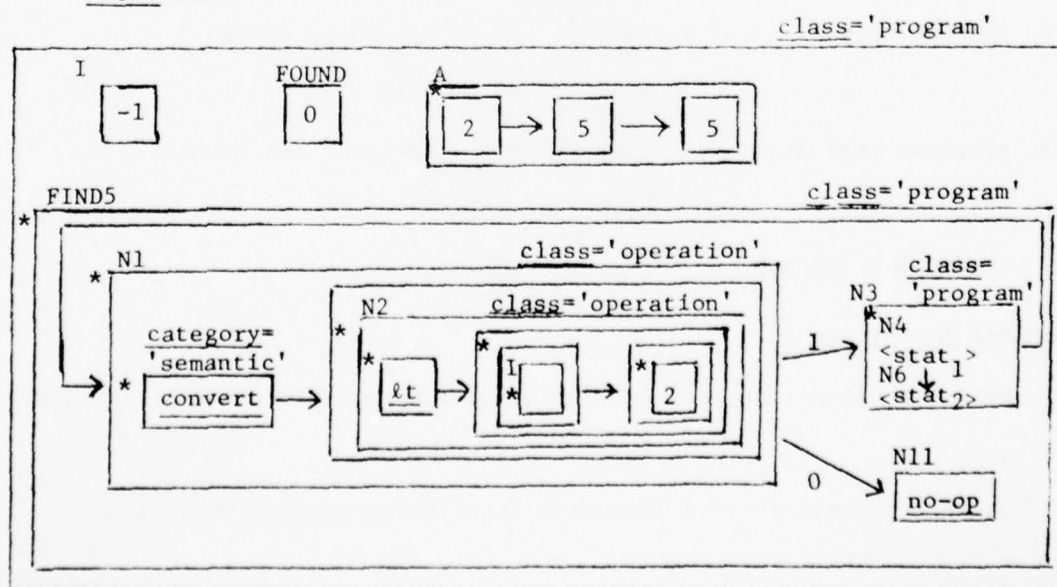 class='program'
I
FOUND
A
*
-1
0
2
5
5
FIND5
class='program'
*
N1
class='operation'
*
N2
class='operation'
class=
'program'
N3
category=
'semantic'
*
*
*
I
*
*
1
*
N4
<stat1>
1
N6
<stat2>
*
convert
ℓt
2
0
N11
no-op